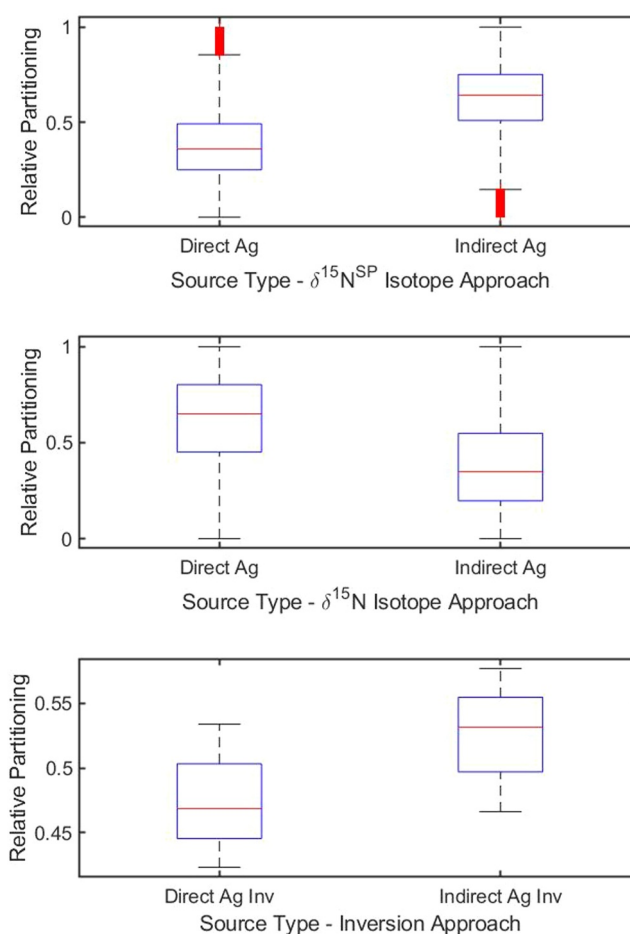 1
0.5
0
Relative Partitioning
Direct Ag Indirect Ag
Source Type - δ¹⁵Nˢᴾ Isotope Approach
1
0.5
0
Relative Partitioning
Direct Ag Indirect Ag
Source Type - δ¹⁵N Isotope Approach
0.55
0.5
0.45
Relative Partitioning
Direct Ag Inv Indirect Ag Inv
Source Type - Inversion Approach